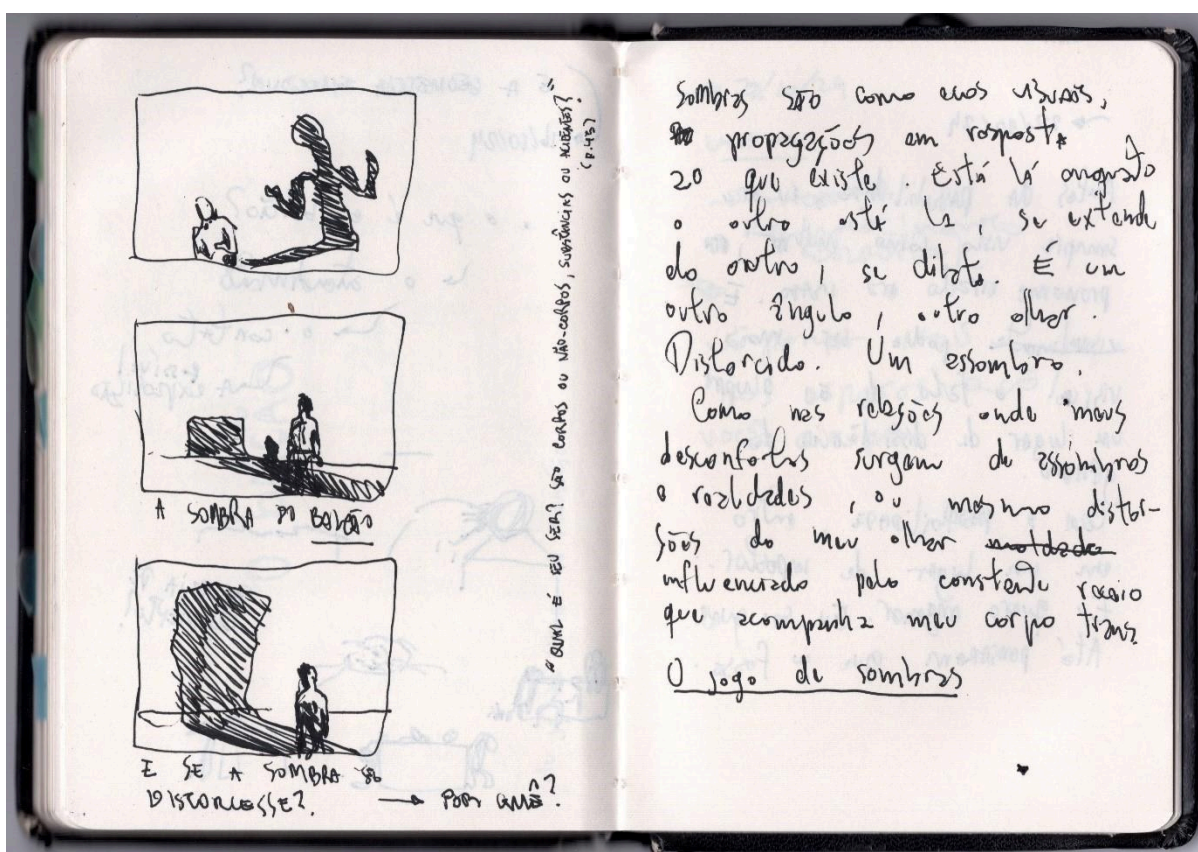 A SOMBRA DO BALCÃO
E SE A SOMBRA SE
DISTORCESSE? → POR QUÊ?
"QUAL É EU SER? SÃO CORPOS OU NÃO-CORPOS, SUBSTÂNCIAS OU
(P.45)
Sombras são como ecos visuais,
propagações em resposta
ao que existe. Está lá enquanto
o outro está lá, se extende
do outro, se dilata. É um
outro ângulo, outro olhar.
Distorcido. Um assombro.
Como nas relações onde meus
desconfortos surgem de assombros
e realidades, ou mesmo distor-
ções do meu olhar moldado
influenciado pelo constante receio
que acompanha meu corpo trans
O jogo de sombras